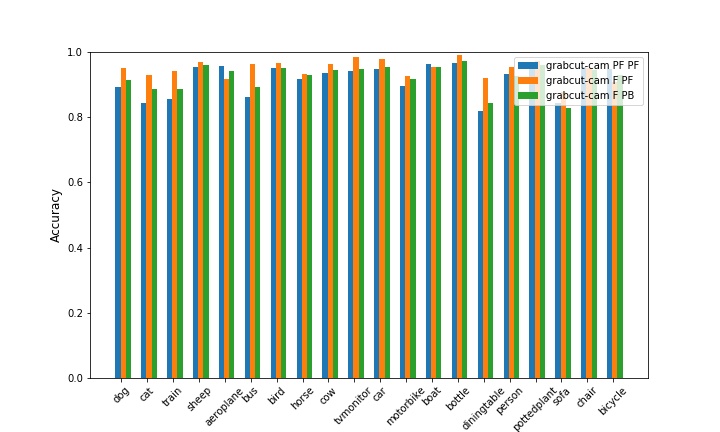 1.0
0.8
0.6
0.4
0.2
0.0
Accuracy
grabcut-cam PF PF
grabcut-cam F PF
grabcut-cam F PB
dog
cat
train
sheep
aeroplane
bus
bird
horse
cow
tvmonitor
car
motorbike
boat
bottle
diningtable
person
pottedplant
sofa
chair
bicycle